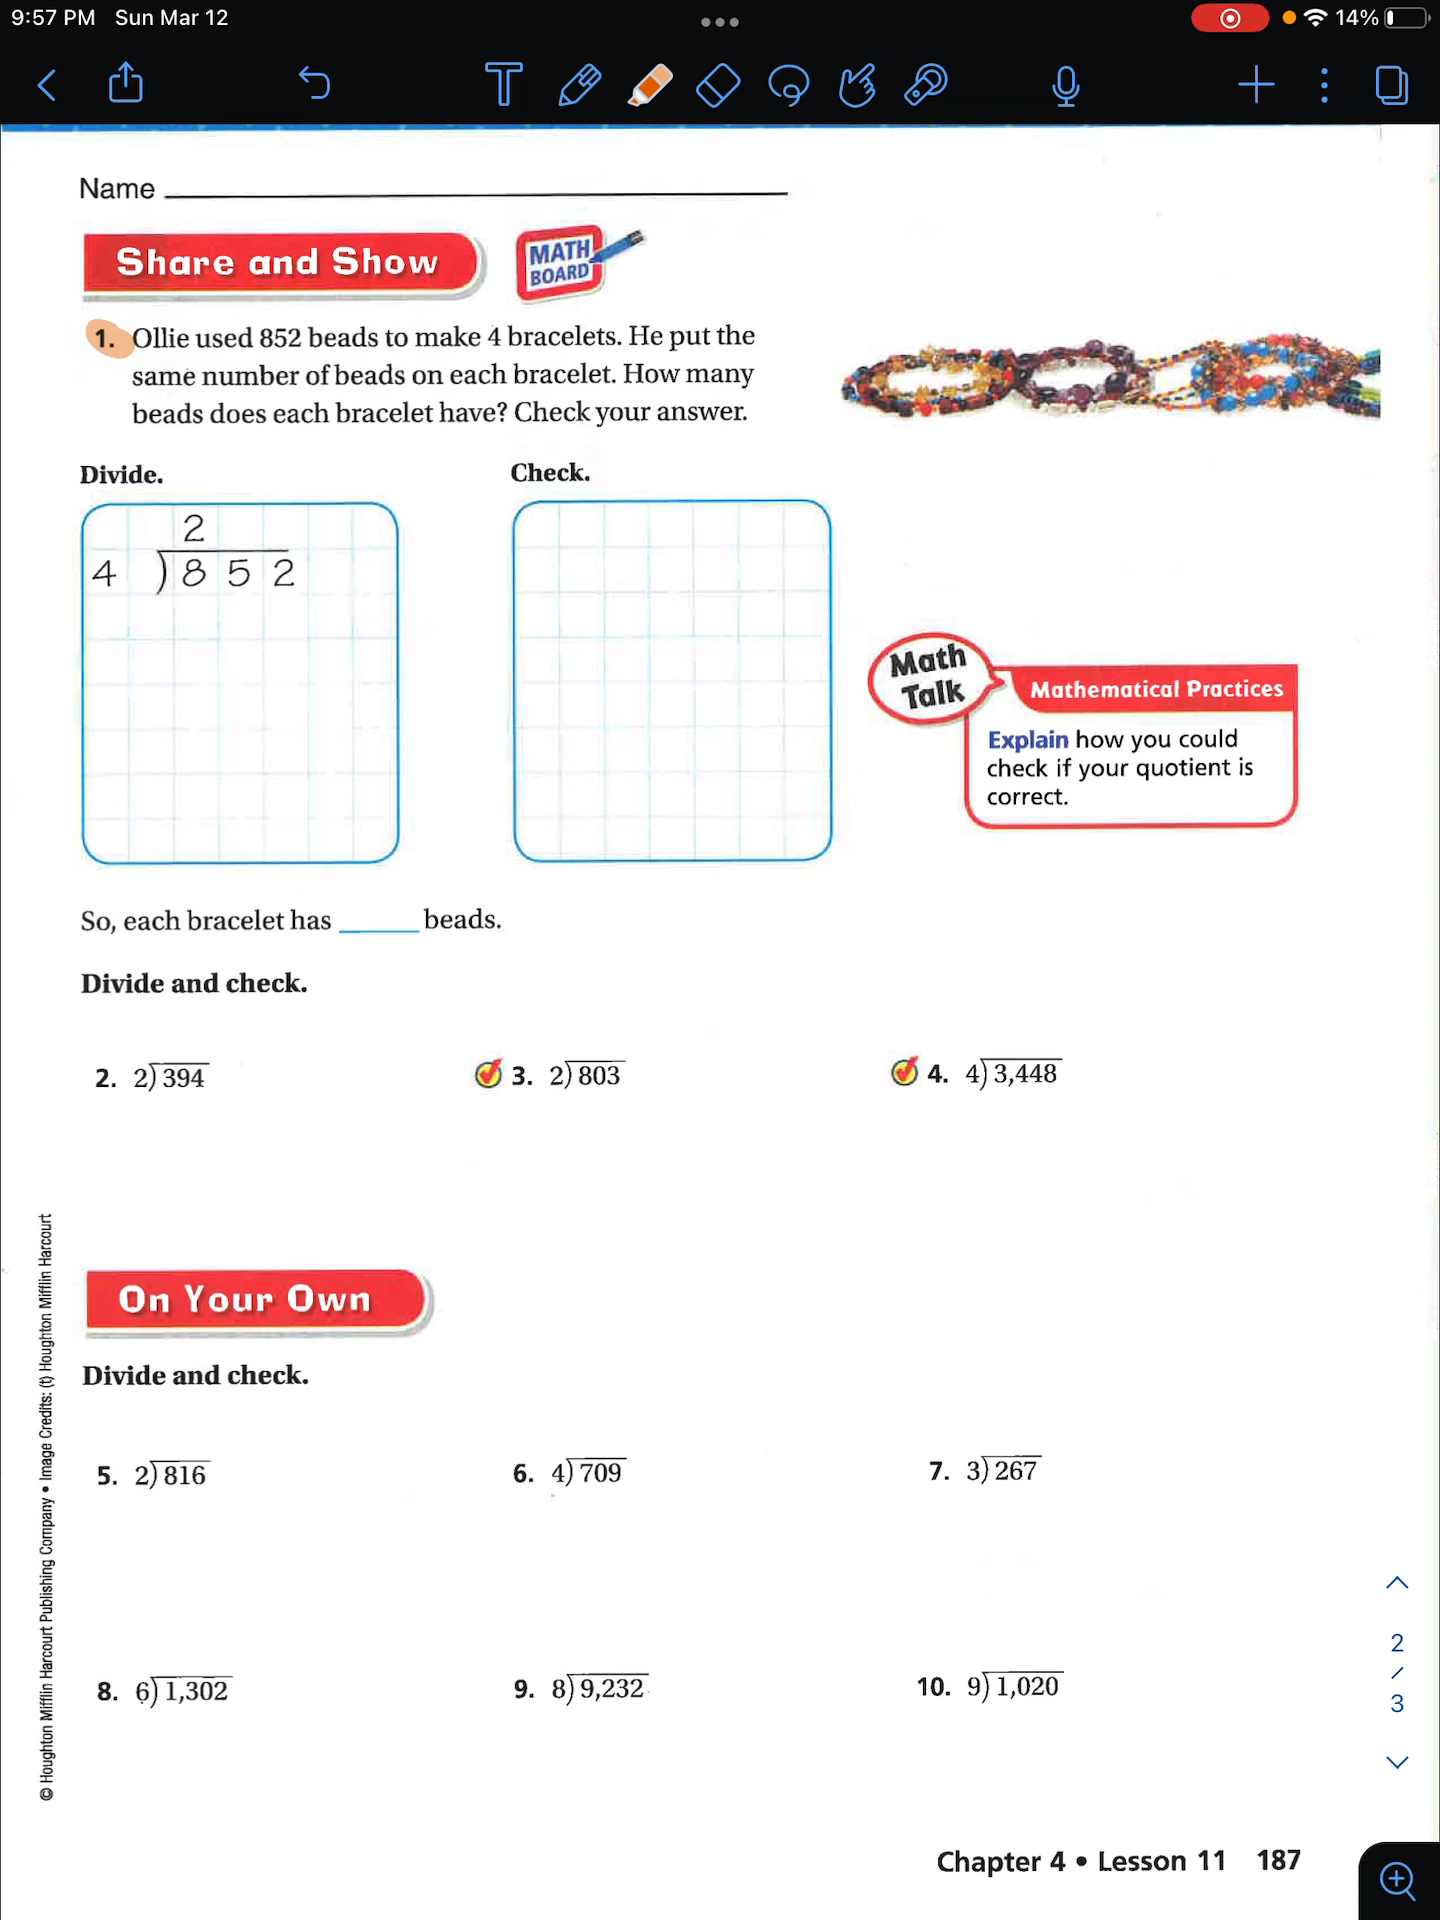 9:57 PM Sun Mar 12
14%
Name
Share and Show
MATH
BOARD
1. Ollie used 852 beads to make 4 bracelets. He put the
same number of beads on each bracelet. How many
beads does each bracelet have? Check your answer.
Divide.
Check.
2
4 ) 8 5 2
Math
Talk
Mathematical Practices
Explain how you could
check if your quotient is
correct.
So, each bracelet has ______ beads.
Divide and check.
2. 2)394
3. 2)803
4. 4)3,448
On Your Own
Divide and check.
5. 2)816
6. 4)709
7. 3)267
8. 6)1,302
9. 8)9,232
10. 9)1,020
© Houghton Mifflin Harcourt Publishing Company • Image Credits: (t) Houghton Mifflin Harcourt
2
/
3
Chapter 4 • Lesson 11 187